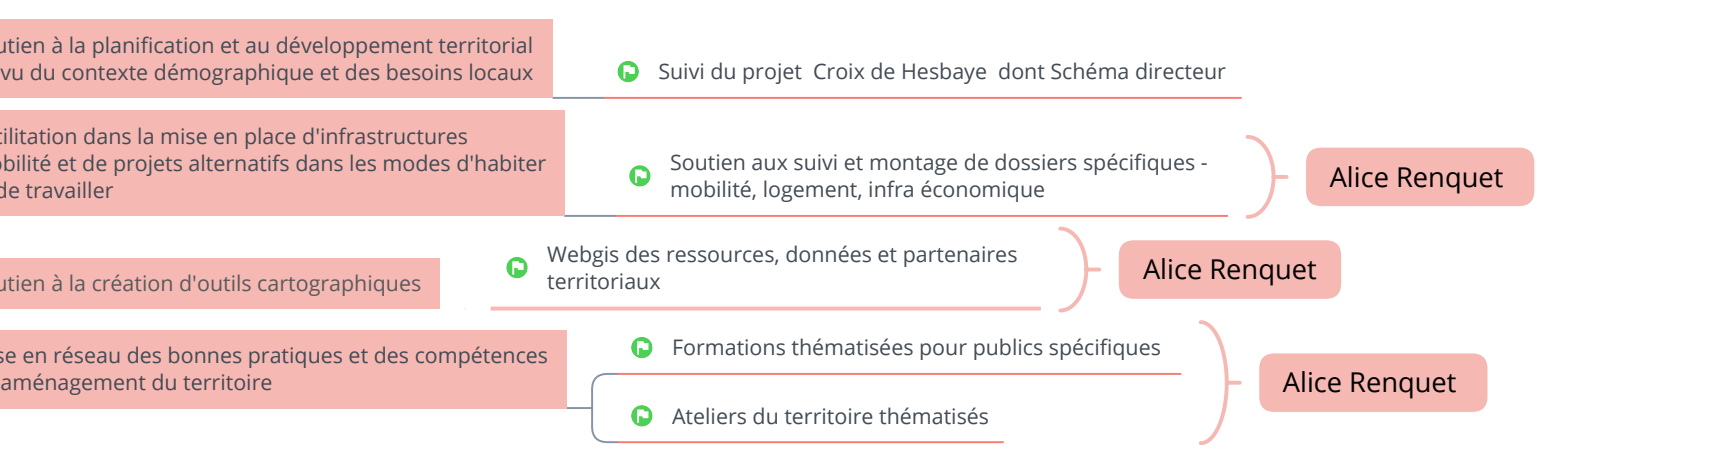 utien à la planification et au développement territorial
vu du contexte démographique et des besoins locaux
Suivi du projet  Croix de Hesbaye  dont Schéma directeur
cilitation dans la mise en place d'infrastructures
obilité et de projets alternatifs dans les modes d'habiter
de travailler
Soutien aux suivi et montage de dossiers spécifiques -
mobilité, logement, infra économique
Alice Renquet
utien à la création d'outils cartographiques
Webgis des ressources, données et partenaires
territoriaux
Alice Renquet
se en réseau des bonnes pratiques et des compétences
aménagement du territoire
Formations thématisées pour publics spécifiques
Ateliers du territoire thématisés
Alice Renquet